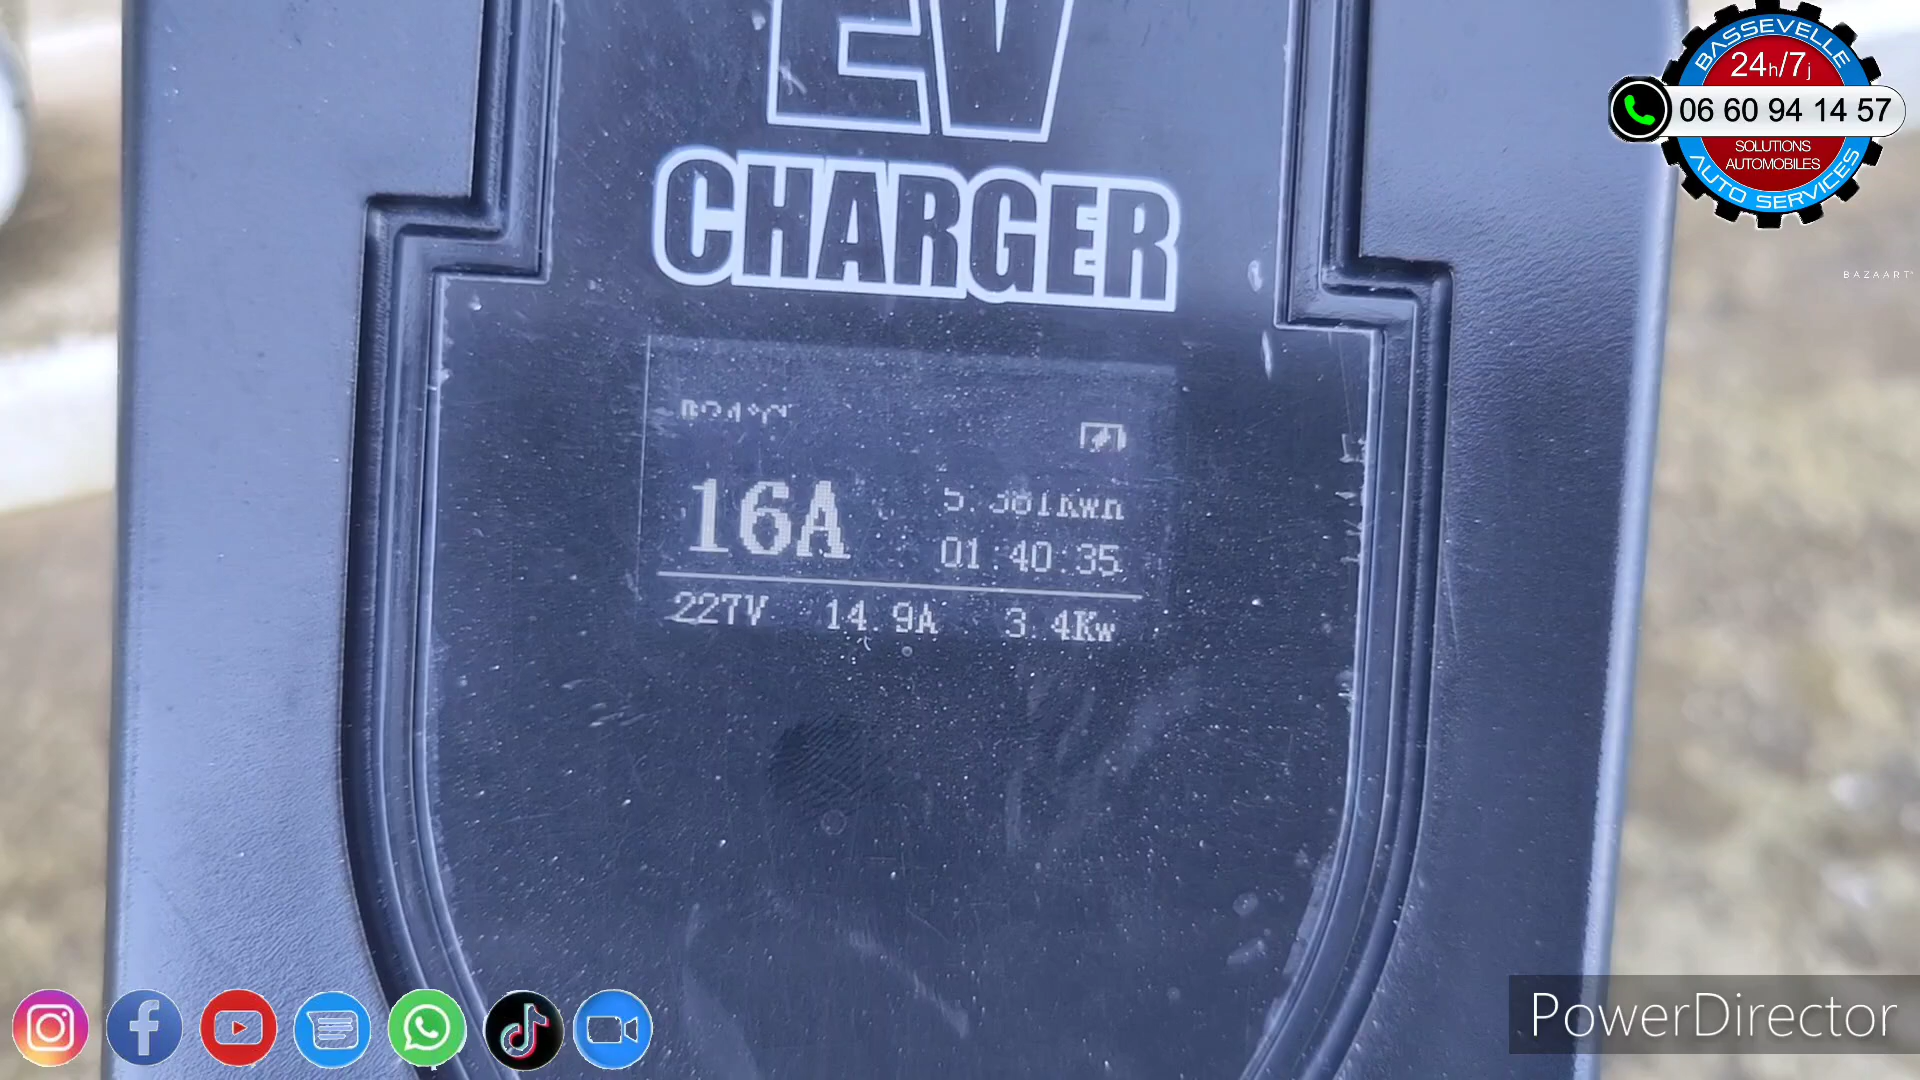 EV
CHARGER
16A
01:40:35
227V 14.9A 3.4Kw
BASSEVELLE
24h/7j
06 60 94 14 57
SOLUTIONS
AUTOMOBILES
AUTO SERVICES
BAZAART
PowerDirector